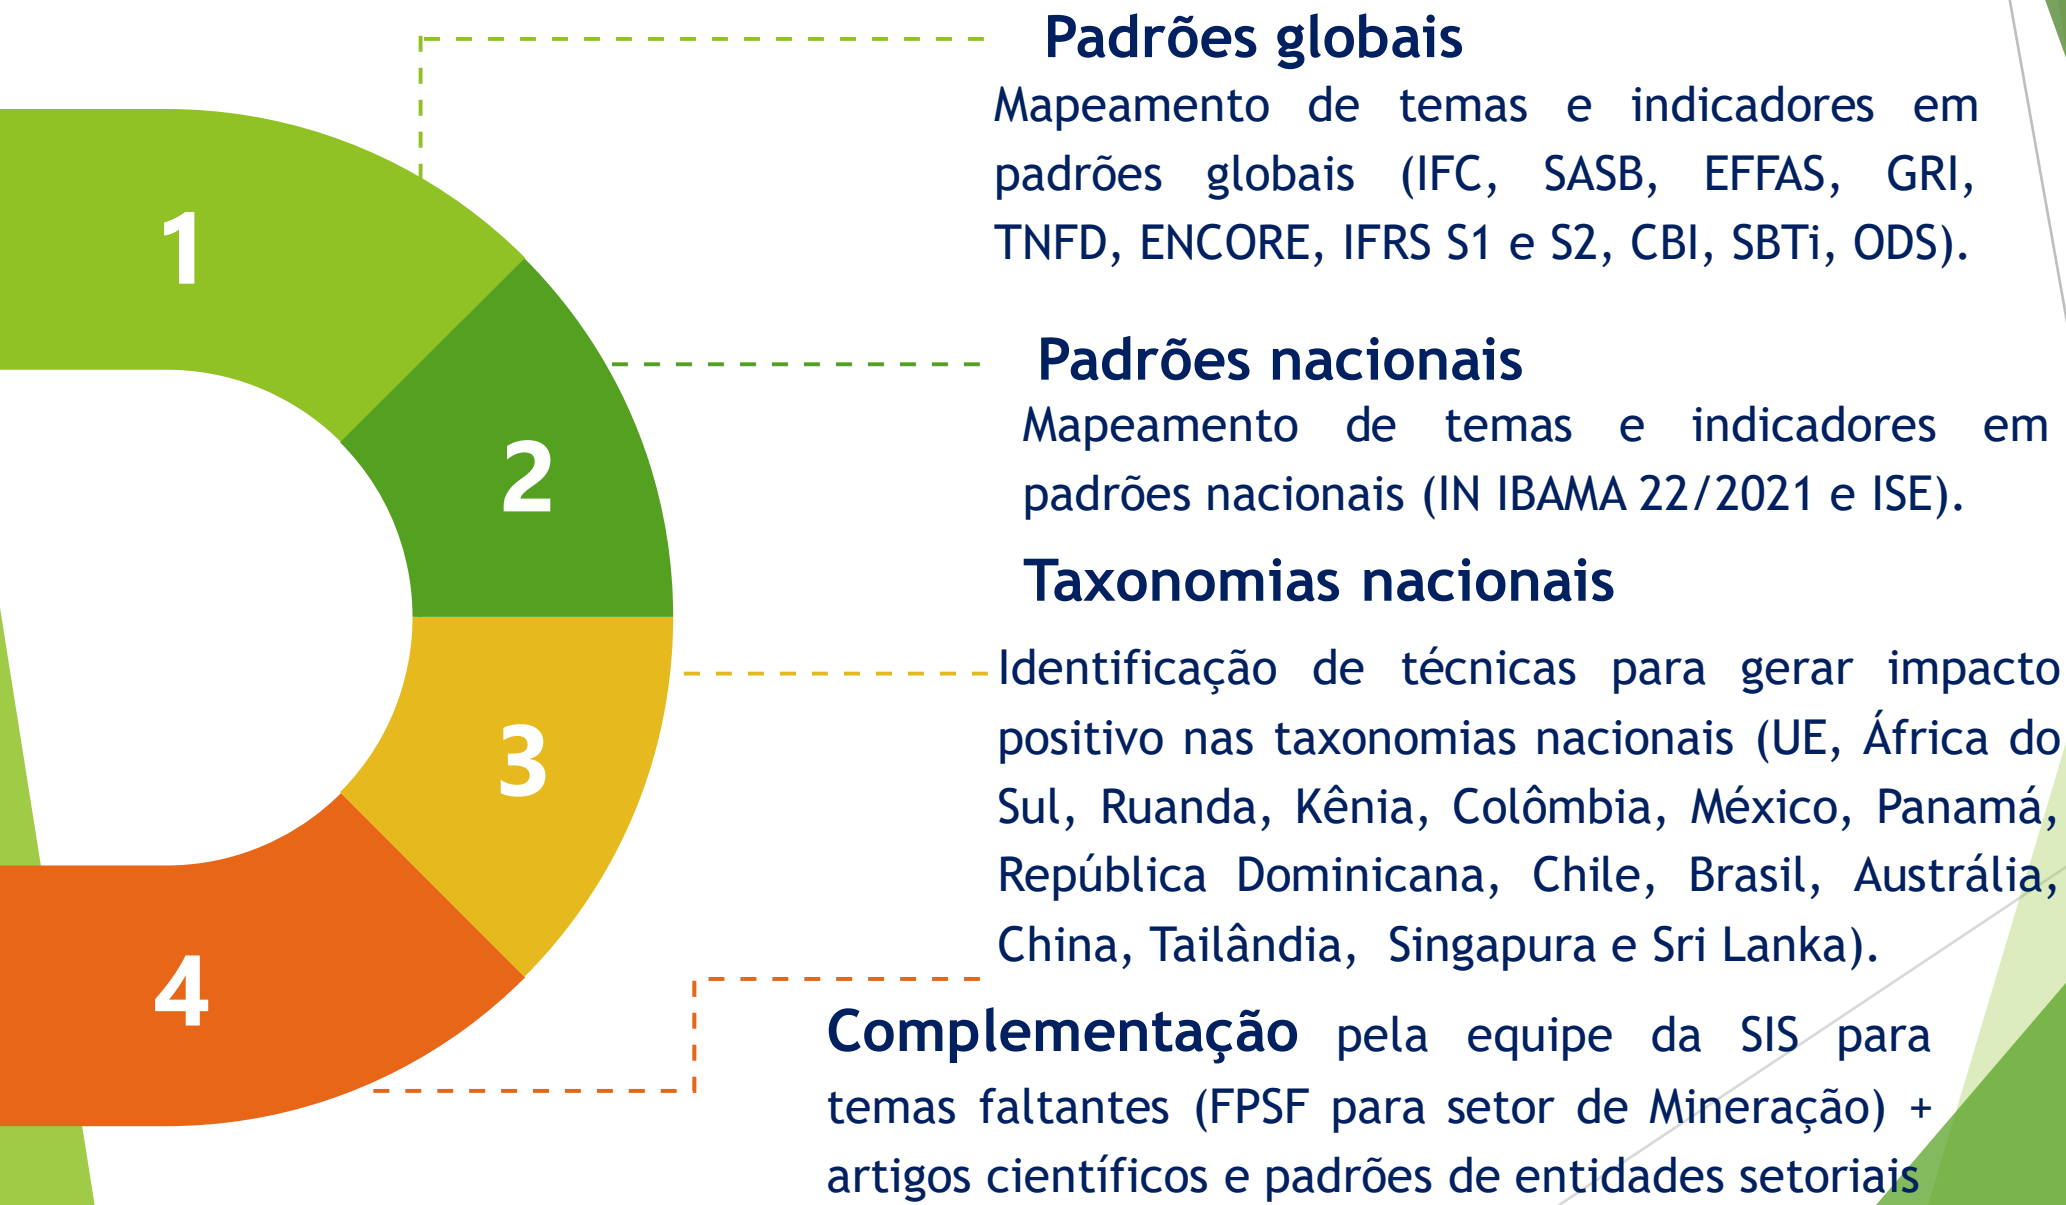 1
Padrões globais
Mapeamento de temas e indicadores em
padrões globais (IFC, SASB, EFFAS, GRI,
TNFD, ENCORE, IFRS S1 e S2, CBI, SBTi, ODS).
2
Padrões nacionais
Mapeamento de temas e indicadores em
padrões nacionais (IN IBAMA 22/2021 e ISE).
3
Taxonomias nacionais
Identificação de técnicas para gerar impacto
positivo nas taxonomias nacionais (UE, África do
Sul, Ruanda, Kênia, Colômbia, México, Panamá,
República Dominicana, Chile, Brasil, Austrália,
China, Tailândia, Singapura e Sri Lanka).
4
Complementação pela equipe da SIS para
temas faltantes (FPSF para setor de Mineração) +
artigos científicos e padrões de entidades setoriais